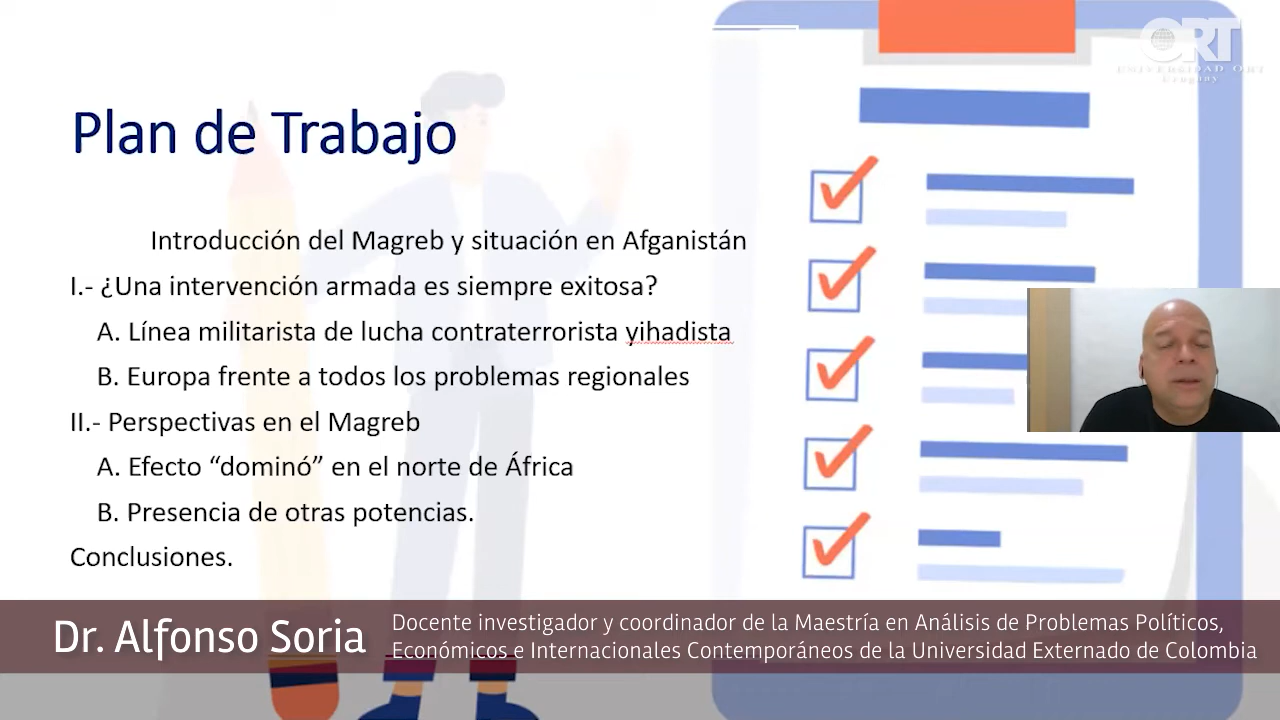 ORT
UNIVERSIDAD ORT
Uruguay
Plan de Trabajo
Introducción del Magreb y situación en Afganistán
I.- ¿Una intervención armada es siempre exitosa?
A. Línea militarista de lucha contraterrorista yihadista
B. Europa frente a todos los problemas regionales
II.- Perspectivas en el Magreb
A. Efecto “dominó” en el norte de África
B. Presencia de otras potencias.
Conclusiones.
Dr. Alfonso Soria
Docente investigador y coordinador de la Maestría en Análisis de Problemas Políticos,
Económicos e Internacionales Contemporáneos de la Universidad Externado de Colombia